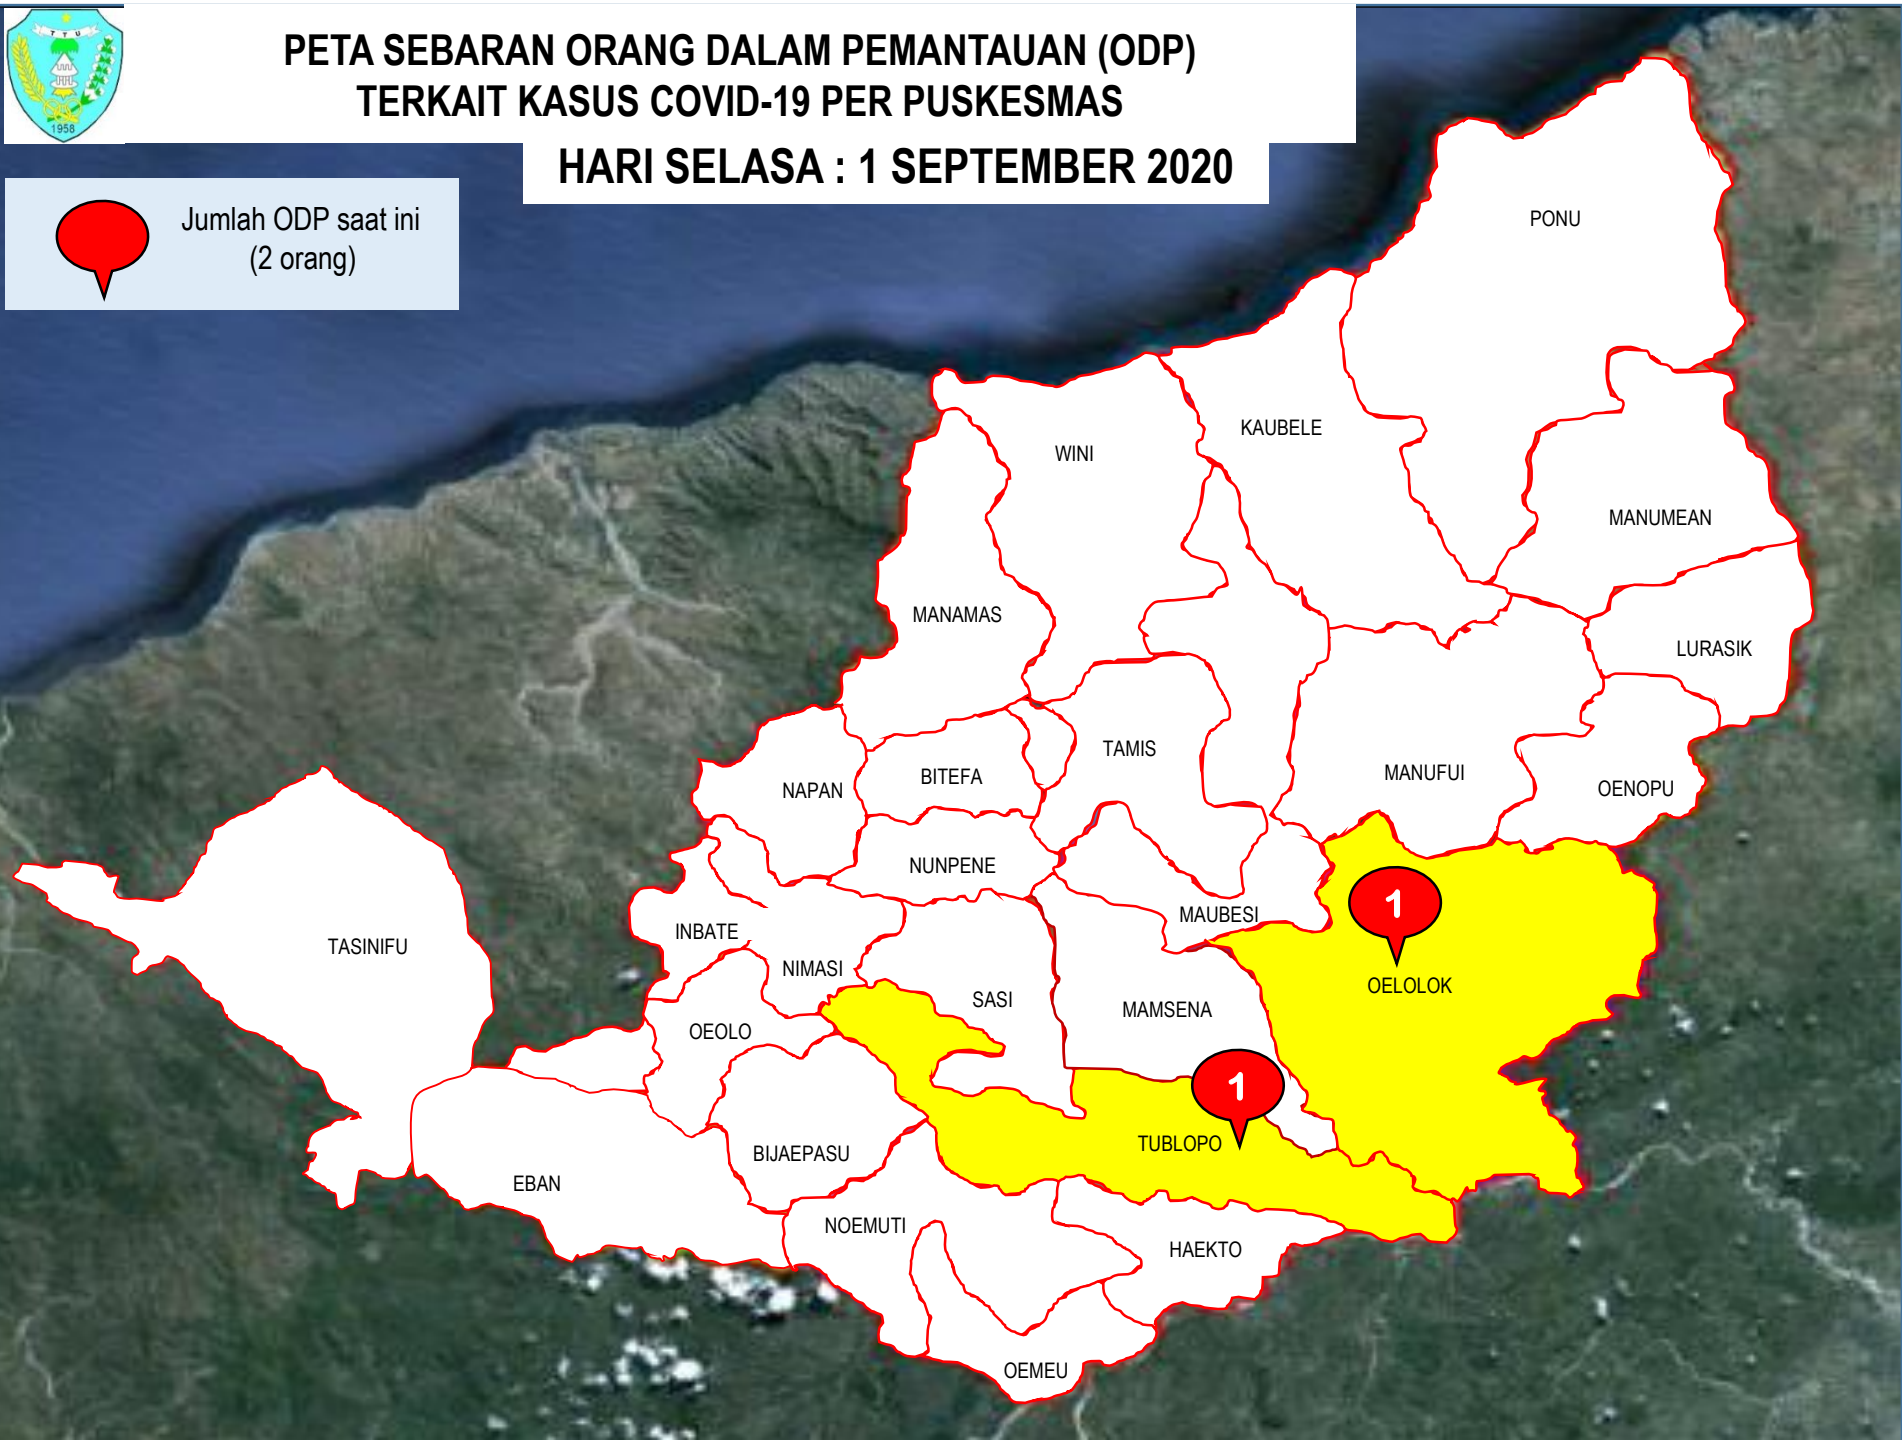 T T U
1958
PETA SEBARAN ORANG DALAM PEMANTAUAN (ODP)
TERKAIT KASUS COVID-19 PER PUSKESMAS
HARI SELASA : 1 SEPTEMBER 2020
Jumlah ODP saat ini
(2 orang)
PONU
KAUBELE
WINI
MANUMEAN
MANAMAS
LURASIK
TAMIS
BITEFA
NAPAN
MANUFUI
OENOPU
NUNPENE
1
MAUBESI
INBATE
TASINIFU
NIMASI
OELOLOK
SASI
MAMSENA
OEOLO
1
TUBLOPO
BIJAEPASU
EBAN
NOEMUTI
HAEKTO
OEMEU